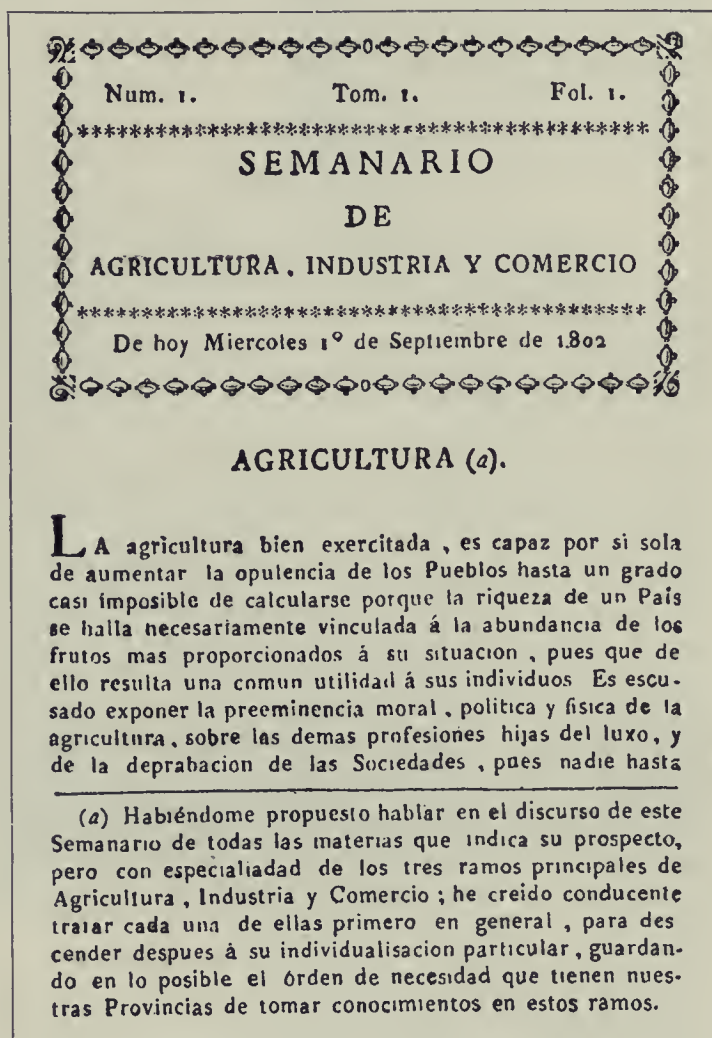 Num. 1. Tom. 1. Fol. 1.
SEMANARIO
DE
AGRICULTURA, INDUSTRIA Y COMERCIO
De hoy Miercoles 1º de Septiembre de 1802
AGRICULTURA (a).
LA agricultura bien exercitada, es capaz por si sola
de aumentar la opulencia de los Pueblos hasta un grado
casi imposible de calcularse porque la riqueza de un Pais
se halla necesariamente vinculada á la abundancia de los
frutos mas proporcionados á su situacion, pues que de
ello resulta una comun utilidad á sus individuos Es escu-
sado exponer la preeminencia moral, politica y fisica de la
agricultura, sobre las demas profesiones hijas del luxo, y
de la deprabacion de las Sociedades, pues nadie hasta
(a) Habiéndome propuesto hablar en el discurso de este
Semanario de todas las materias que indica su prospecto,
pero con especialiadad de los tres ramos principales de
Agricultura, Industria y Comercio; he creido conducente
tratar cada una de ellas primero en general, para des
cender despues á su individualisacion particular, guardan-
do en lo posible el órden de necesidad que tienen nues-
tras Provincias de tomar conocimientos en estos ramos.